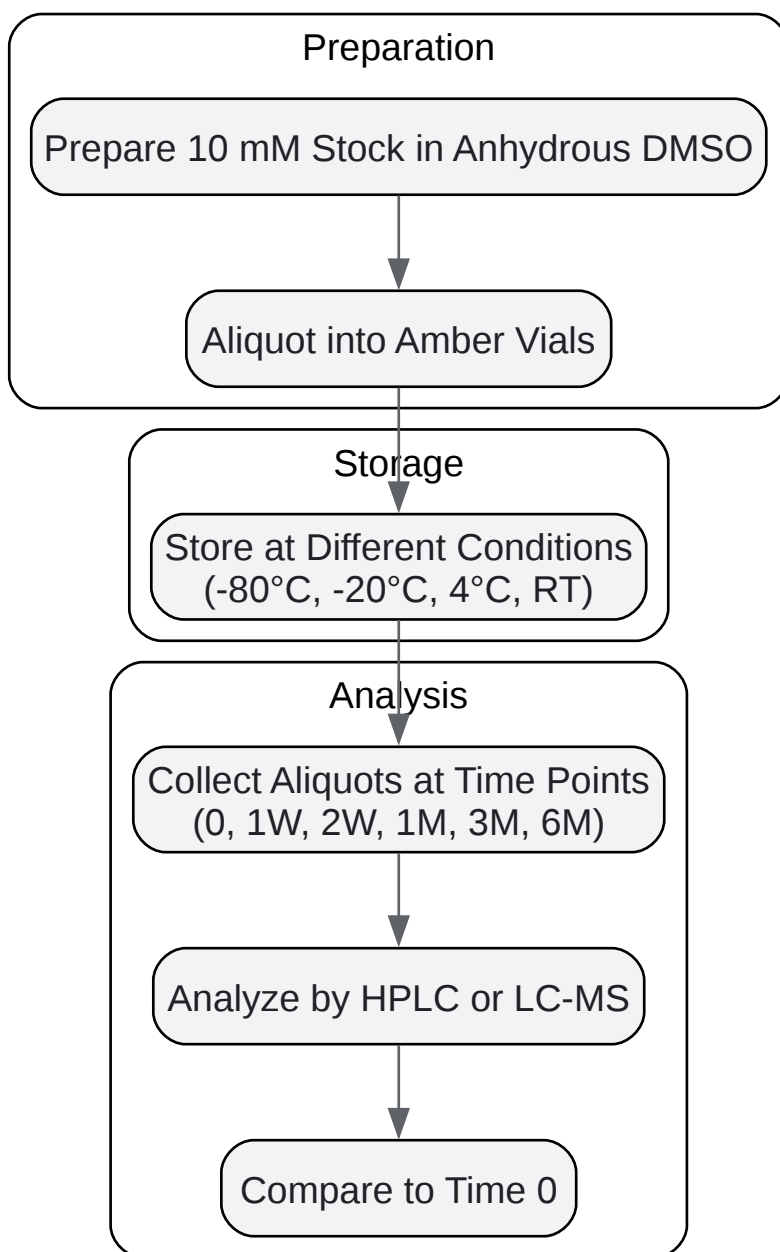 Preparation
Prepare 10 mM Stock in Anhydrous DMSO
Aliquot into Amber Vials
Storage
Store at Different Conditions
(-80°C, -20°C, 4°C, RT)
Analysis
Collect Aliquots at Time Points
(0, 1W, 2W, 1M, 3M, 6M)
Analyze by HPLC or LC-MS
Compare to Time 0